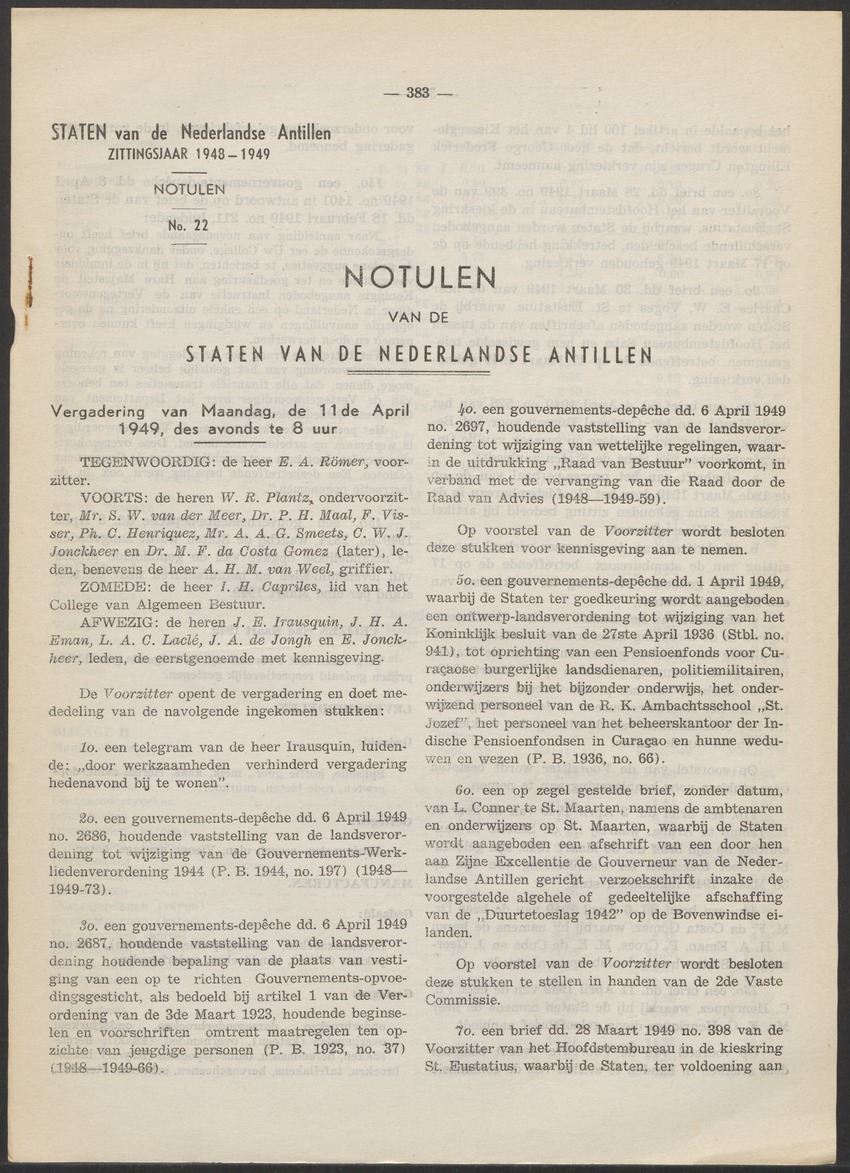 — 383 —
STATEN van de Nederlandse Antillen
ZITTINGSJAAR 1948–1949
NOTULEN
No. 22
NOTULEN
VAN DE
STATEN VAN DE NEDERLANDSE ANTILLEN
Vergadering van Maandag, de 11de April
1949, des avonds te 8 uur
TEGENWOORDIG: de heer E. A. Römer, voor-
zitter.
VOORTS: de heren W. R. Plantz, ondervoorzit-
ter, Mr. S. W. van der Meer, Dr. P. H. Maal, F. Vis-
ser, Ph. C. Henriquez, Mr. A. A. G. Smeets, C. W. J.
Jonckheer en Dr. M. F. da Costa Gomez (later), le-
den, benevens de heer A. H. M. van Weel, griffier.
ZOMEDE: de heer I. H. Capriles, lid van het
College van Algemeen Bestuur.
AFWEZIG: de heren J. E. Irausquin, J. H. A.
Eman, L. A. C. Laclé, J. A. de Jongh en E. Jonck-
heer, leden, de eerstgenoemde met kennisgeving.
De Voorzitter opent de vergadering en doet me-
dedeling van de navolgende ingekomen stukken:
1o. een telegram van de heer Irausquin, luiden-
de: „door werkzaamheden verhinderd vergadering
hedenavond bij te wonen".
2o. een gouvernements-depêche dd. 6 April 1949
no. 2686, houdende vaststelling van de landsveror-
dening tot wijziging van de Gouvernements-Werk-
liedenverordening 1944 (P. B. 1944, no. 197) (1948—
1949-73).
3o. een gouvernements-depêche dd. 6 April 1949
no. 2687, houdende vaststelling van de landsveror-
dening houdende bepaling van de plaats van vesti-
ging van een op te richten Gouvernements-opvoe-
dingsgesticht, als bedoeld bij artikel 1 van de Ver-
ordening van de 3de Maart 1923, houdende beginse-
len en voorschriften omtrent maatregelen ten op-
zichte van jeugdige personen (P. B. 1923, no. 37)
(1948—1949-66).
4o. een gouvernements-depêche dd. 6 April 1949
no. 2697, houdende vaststelling van de landsveror-
dening tot wijziging van wettelijke regelingen, waar-
in de uitdrukking „Raad van Bestuur" voorkomt, in
verband met de vervanging van die Raad door de
Raad van Advies (1948—1949-59).
Op voorstel van de Voorzitter wordt besloten
deze stukken voor kennisgeving aan te nemen.
5o. een gouvernements-depêche dd. 1 April 1949,
waarbij de Staten ter goedkeuring wordt aangeboden
een ontwerp-landsverordening tot wijziging van het
Koninklijk besluit van de 27ste April 1936 (Stbl. no.
941), tot oprichting van een Pensioenfonds voor Cu-
raçaose burgerlijke landsdienaren, politiemilitairen,
onderwijzers bij het bijzonder onderwijs, het onder-
wijzend personeel van de R. K. Ambachtsschool „St.
Jozef", het personeel van het beheerskantoor der In-
dische Pensioenfondsen in Curaçao en hunne wedu-
wen en wezen (P. B. 1936, no. 66).
6o. een op zegel gestelde brief, zonder datum,
van L. Conner te St. Maarten, namens de ambtenaren
en onderwijzers op St. Maarten, waarbij de Staten
wordt aangeboden een afschrift van een door hen
aan Zijne Excellentie de Gouverneur van de Neder-
landse Antillen gericht verzoekschrift inzake de
voorgestelde algehele of gedeeltelijke afschaffing
van de „Duurtetoeslag 1942" op de Bovenwindse ei-
landen.
Op voorstel van de Voorzitter wordt besloten
deze stukken te stellen in handen van de 2de Vaste
Commissie.
7o. een brief dd. 28 Maart 1949 no. 398 van de
Voorzitter van het Hoofdstembureau in de kieskring
St. Eustatius, waarbij de Staten, ter voldoening aan